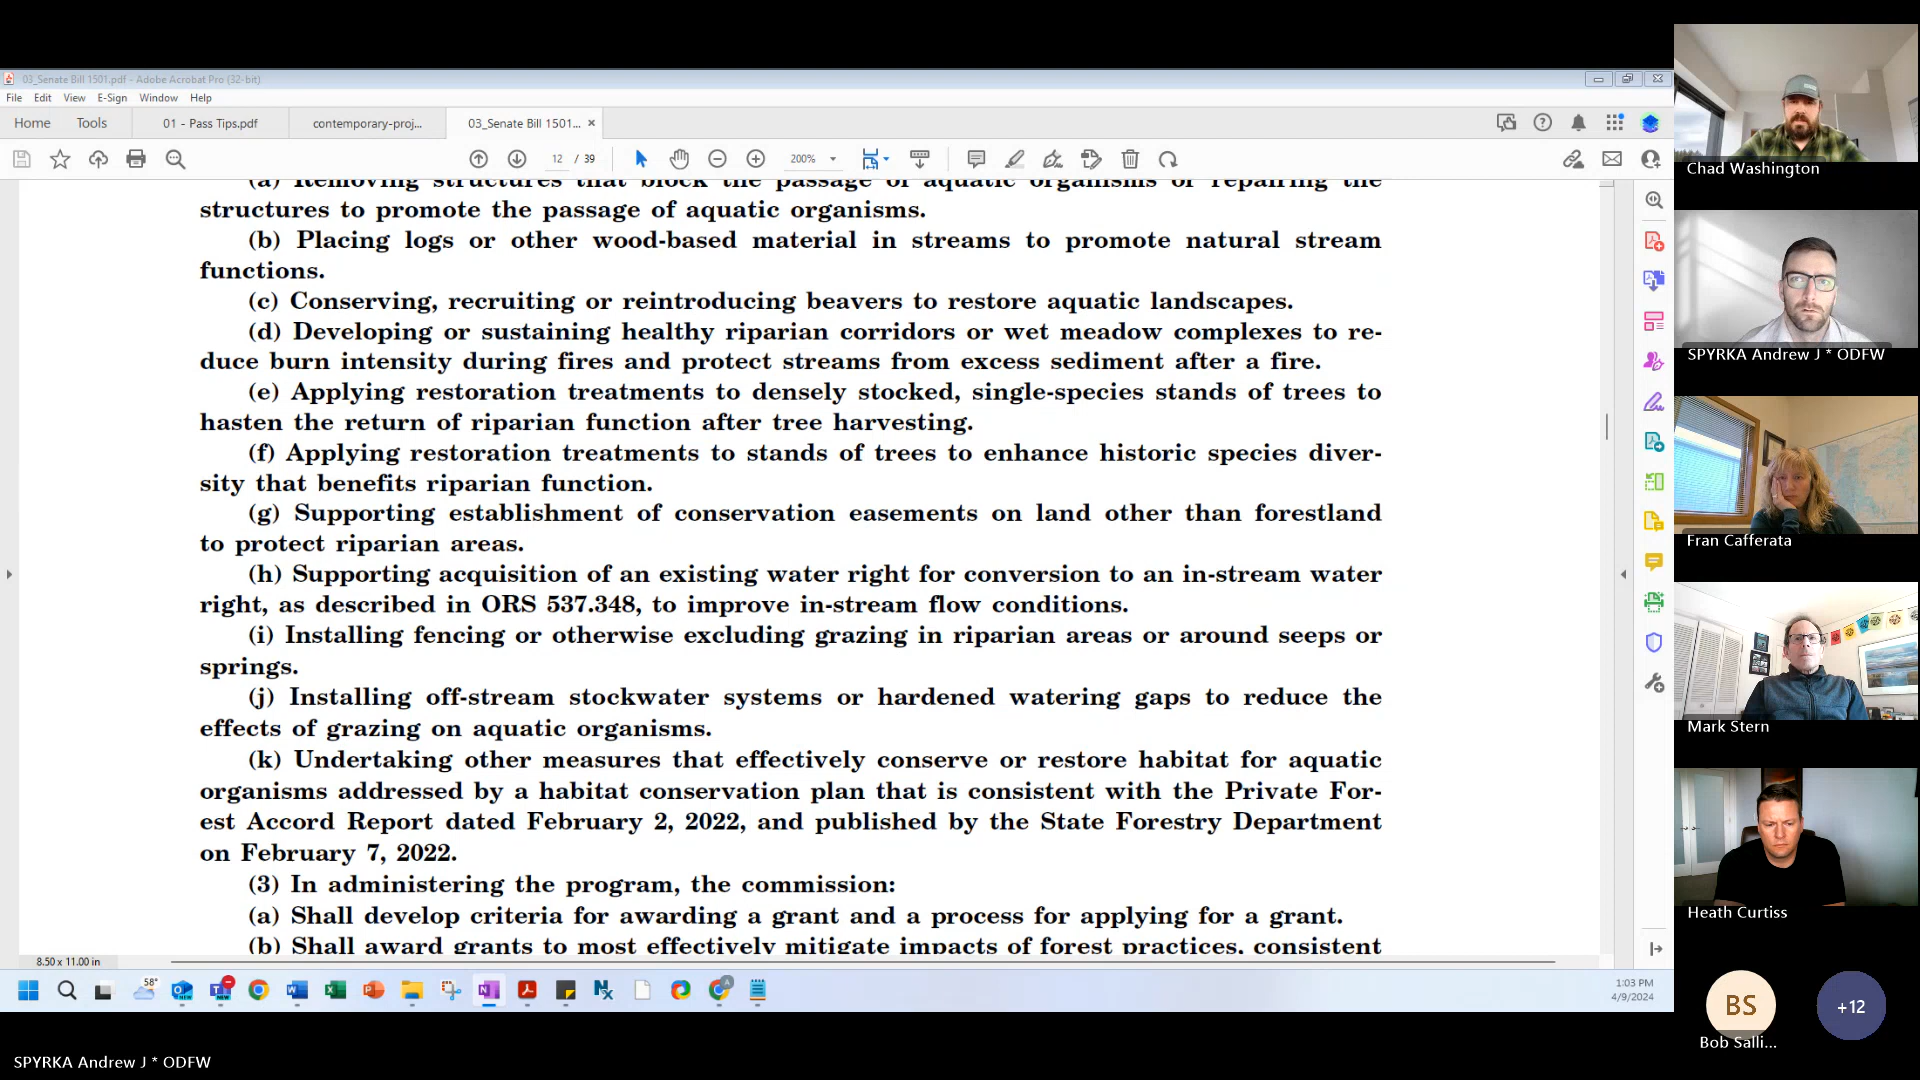 03_Senate Bill 1501.pdf - Adobe Acrobat Pro (32-bit)
File Edit View E-Sign Window Help
Home Tools 01 - Pass Tips.pdf contemporary-proj... 03_Senate Bill 1501... ×
12 / 39 200%
(a) Removing structures that block the passage of aquatic organisms or repairing the
structures to promote the passage of aquatic organisms.
(b) Placing logs or other wood-based material in streams to promote natural stream
functions.
(c) Conserving, recruiting or reintroducing beavers to restore aquatic landscapes.
(d) Developing or sustaining healthy riparian corridors or wet meadow complexes to re-
duce burn intensity during fires and protect streams from excess sediment after a fire.
(e) Applying restoration treatments to densely stocked, single-species stands of trees to
hasten the return of riparian function after tree harvesting.
(f) Applying restoration treatments to stands of trees to enhance historic species diver-
sity that benefits riparian function.
(g) Supporting establishment of conservation easements on land other than forestland
to protect riparian areas.
(h) Supporting acquisition of an existing water right for conversion to an in-stream water
right, as described in ORS 537.348, to improve in-stream flow conditions.
(i) Installing fencing or otherwise excluding grazing in riparian areas or around seeps or
springs.
(j) Installing off-stream stockwater systems or hardened watering gaps to reduce the
effects of grazing on aquatic organisms.
(k) Undertaking other measures that effectively conserve or restore habitat for aquatic
organisms addressed by a habitat conservation plan that is consistent with the Private For-
est Accord Report dated February 2, 2022, and published by the State Forestry Department
on February 7, 2022.
(3) In administering the program, the commission:
(a) Shall develop criteria for awarding a grant and a process for applying for a grant.
(b) Shall award grants to most effectively mitigate impacts of forest practices, consistent
8.50 x 11.00 in
58°
1:03 PM
4/9/2024
SPYRKA Andrew J * ODFW
Chad Washington
SPYRKA Andrew J * ODFW
Fran Cafferata
Mark Stern
Heath Curtiss
BS
Bob Salli...
+12